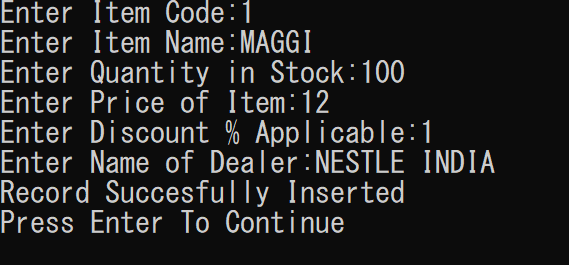 Enter Item Code:1
Enter Item Name:MAGGI
Enter Quantity in Stock:100
Enter Price of Item:12
Enter Discount % Applicable:1
Enter Name of Dealer:NESTLE INDIA
Record Succesfully Inserted
Press Enter To Continue